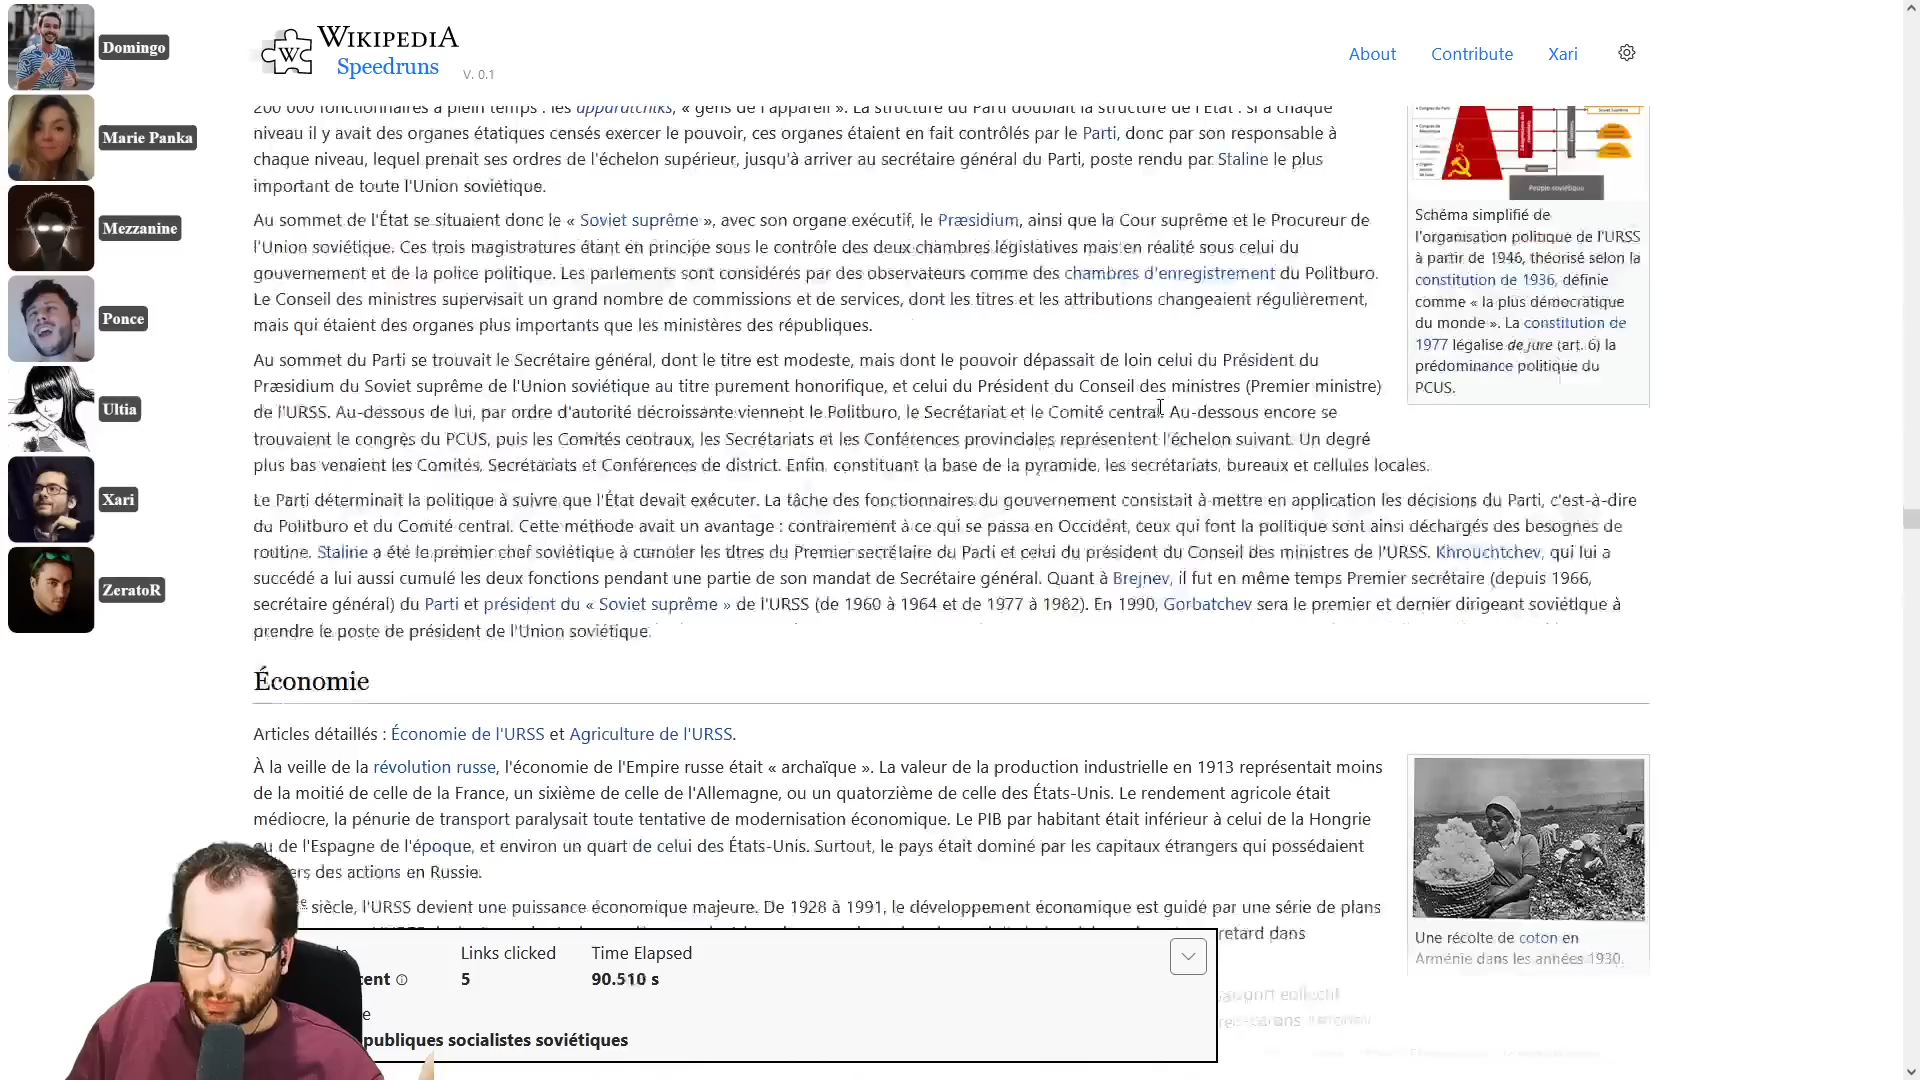 Domingo
Marie Panka
Mezzanine
Ponce
Ultia
Xari
ZeratoR
WIKIPEDIA
Speedruns
V. 0.1
About
Contribute
Xari
200 000 fonctionnaires à plein temps : les apparatchiks, « gens de l'appareil ». La structure du Parti doublait la structure de l'État : si à chaque
niveau il y avait des organes étatiques censés exercer le pouvoir, ces organes étaient en fait contrôlés par le Parti, donc par son responsable à
chaque niveau, lequel prenait ses ordres de l'échelon supérieur, jusqu'à arriver au secrétaire général du Parti, poste rendu par Staline le plus
important de toute l'Union soviétique.
Au sommet de l'État se situaient donc le « Soviet suprême », avec son organe exécutif, le Præsidium, ainsi que la Cour suprême et le Procureur de
l'Union soviétique. Ces trois magistratures étant en principe sous le contrôle des deux chambres législatives mais en réalité sous celui du
gouvernement et de la police politique. Les parlements sont considérés par des observateurs comme des chambres d'enregistrement du Politburo.
Le Conseil des ministres supervisait un grand nombre de commissions et de services, dont les titres et les attributions changeaient régulièrement,
mais qui étaient des organes plus importants que les ministères des républiques.
Au sommet du Parti se trouvait le Secrétaire général, dont le titre est modeste, mais dont le pouvoir dépassait de loin celui du Président du
Præsidium du Soviet suprême de l'Union soviétique au titre purement honorifique, et celui du Président du Conseil des ministres (Premier ministre)
de l'URSS. Au-dessous de lui, par ordre d'autorité décroissante viennent le Politburo, le Secrétariat et le Comité central. Au-dessous encore se
trouvaient le congrès du PCUS, puis les Comités centraux, les Secrétariats et les Conférences provinciales représentent l'échelon suivant. Un degré
plus bas venaient les Comités, Secrétariats et Conférences de district. Enfin, constituant la base de la pyramide, les secrétariats, bureaux et cellules locales.
Le Parti déterminait la politique à suivre que l'État devait exécuter. La tâche des fonctionnaires du gouvernement consistait à mettre en application les décisions du Parti, c'est-à-dire
du Politburo et du Comité central. Cette méthode avait un avantage : contrairement à ce qui se passa en Occident, ceux qui font la politique sont ainsi déchargés des besognes de
routine. Staline a été le premier chef soviétique à cumuler les titres du Premier secrétaire du Parti et celui du président du Conseil des ministres de l'URSS. Khrouchtchev, qui lui a
succédé a lui aussi cumulé les deux fonctions pendant une partie de son mandat de Secrétaire général. Quant à Brejnev, il fut en même temps Premier secrétaire (depuis 1966,
secrétaire général) du Parti et président du « Soviet suprême » de l'URSS (de 1960 à 1964 et de 1977 à 1982). En 1990, Gorbatchev sera le premier et dernier dirigeant soviétique à
prendre le poste de président de l'Union soviétique.
Peuple soviétique
Schéma simplifié de
l'organisation politique de l'URSS
à partir de 1946, théorisé selon la
constitution de 1936, définie
comme « la plus démocratique
du monde ». La constitution de
1977 légalise de jure (art. 6) la
prédominance politique du
PCUS.
Économie
Articles détaillés : Économie de l'URSS et Agriculture de l'URSS.
À la veille de la révolution russe, l'économie de l'Empire russe était « archaïque ». La valeur de la production industrielle en 1913 représentait moins
de la moitié de celle de la France, un sixième de celle de l'Allemagne, ou un quatorzième de celle des États-Unis. Le rendement agricole était
médiocre, la pénurie de transport paralysait toute tentative de modernisation économique. Le PIB par habitant était inférieur à celui de la Hongrie
ou de l'Espagne de l'époque, et environ un quart de celui des États-Unis. Surtout, le pays était dominé par les capitaux étrangers qui possédaient
des actions en Russie.
siècle, l'URSS devient une puissance économique majeure. De 1928 à 1991, le développement économique est guidé par une série de plans
retard dans
Une récolte de coton en
Arménie dans les années 1930.
Links clicked
Time Elapsed
5
90.510 s
publiques socialistes soviétiques